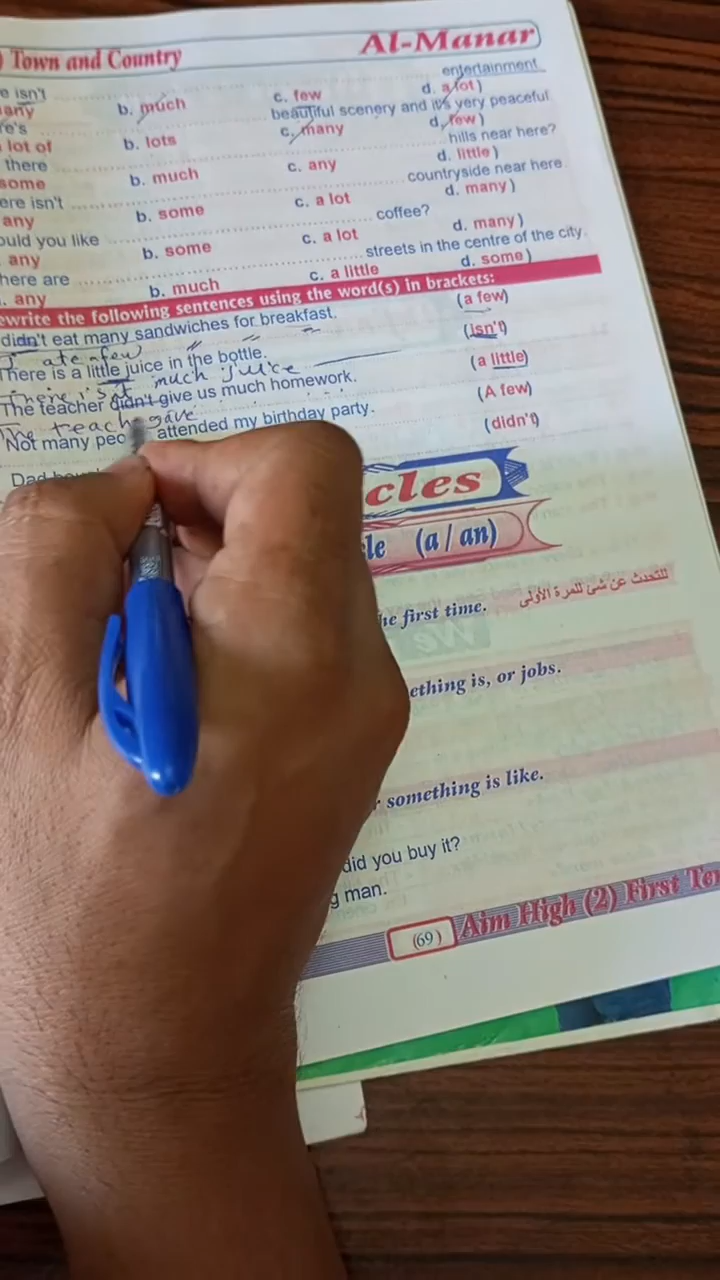 ) Town and Country
Al-Manar
e isn't entertainment
any b. much c. few d. a lot)
re's beautiful scenery and it's very peaceful
lot of b. lots c. many d. few)
there hills near here?
some b. much c. any d. little)
ere isn't countryside near here.
any b. some c. a lot d. many)
ould you like coffee?
any b. some c. a lot d. many)
here are streets in the centre of the city.
. any b. much c. a little d. some)
ewrite the following sentences using the word(s) in brackets:
didn't eat many sandwiches for breakfast. (a few)
I ate a few
There is a little juice in the bottle. (isn't)
There isn't much juice
The teacher didn't give us much homework. (a little)
The teach gave
Not many peo attended my birthday party. (A few)
Dad (didn't)
cles
le (a / an)
he first time. للتحدث عن شئ للمرة الأولى
ething is, or jobs.
r something is like.
did you buy it?
g man.
(69) Aim High (2) First Te